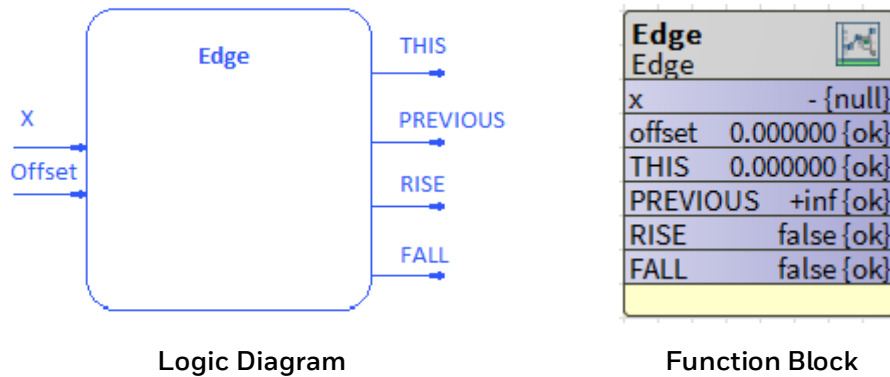 Edge
X
Offset
THIS
PREVIOUS
RISE
FALL
Logic Diagram
Edge
Edge
x - {null}
offset 0.000000 {ok}
THIS 0.000000 {ok}
PREVIOUS +inf {ok}
RISE false {ok}
FALL false {ok}
Function Block